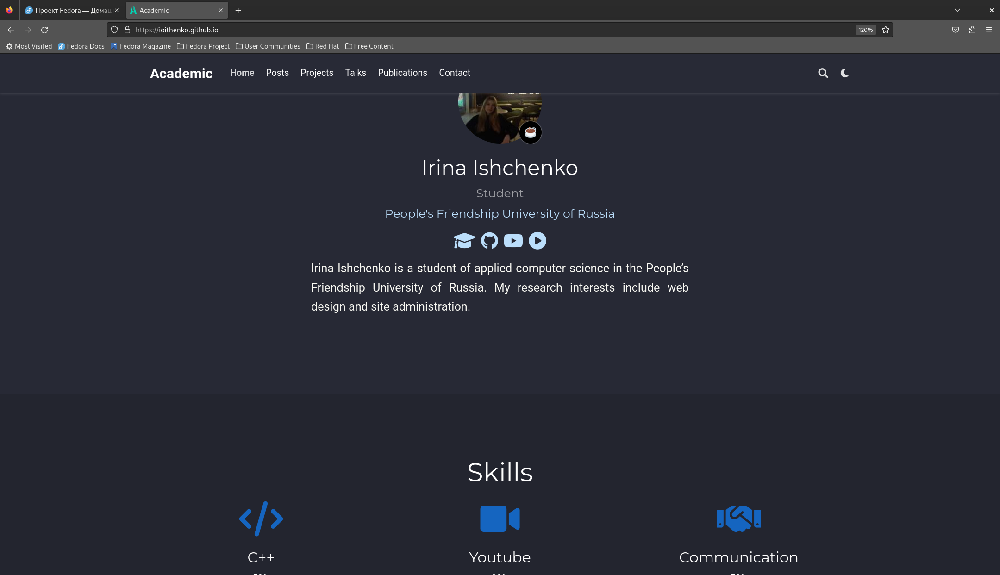 Проект Fedora — Домаш
Academic
https://ioithenko.github.io
120%
Most Visited
Fedora Docs
Fedora Magazine
Fedora Project
User Communities
Red Hat
Free Content
Academic
Home
Posts
Projects
Talks
Publications
Contact
Irina Ishchenko
Student
People's Friendship University of Russia
Irina Ishchenko is a student of applied computer science in the People’s
Friendship University of Russia. My research interests include web
design and site administration.
Skills
C++
Youtube
Communication